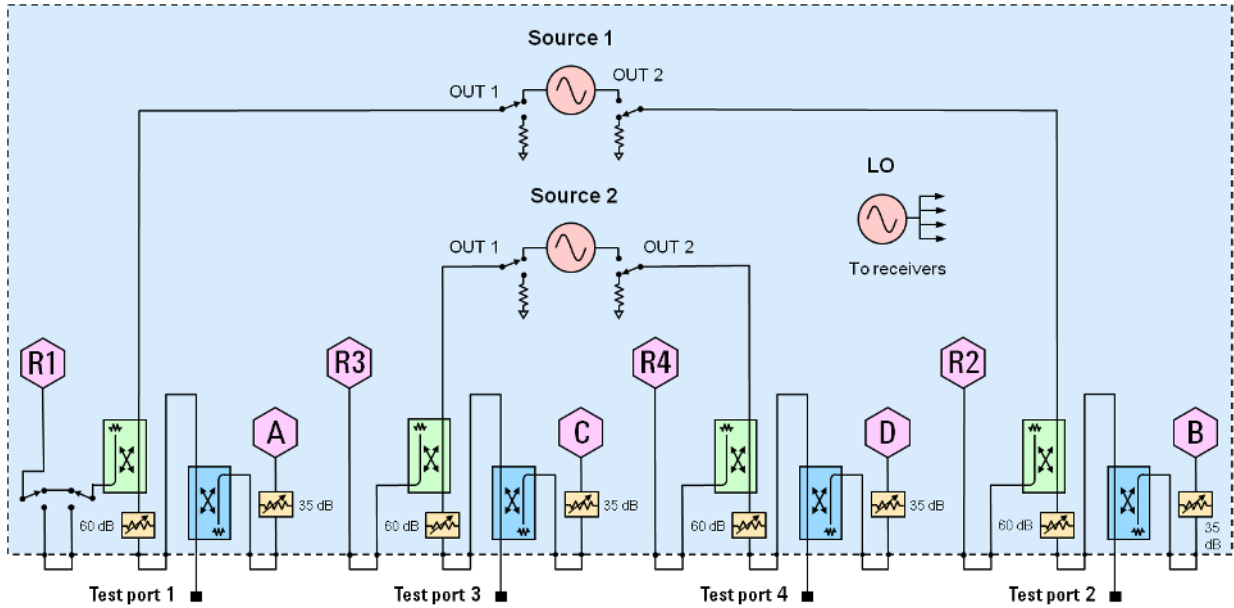 Source 1
OUT 1
OUT 2
LO
Source 2
OUT 1
OUT 2
To receivers
R1
R3
R4
R2
A
C
D
B
60 dB
35 dB
60 dB
35 dB
60 dB
35 dB
60 dB
35
dB
Test port 1
Test port 3
Test port 4
Test port 2